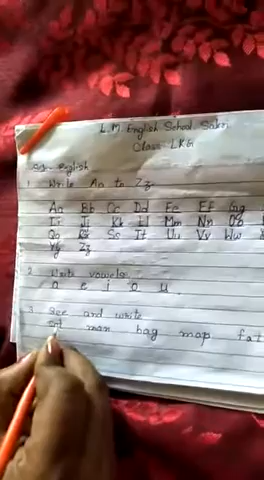 L.M English School Sakri
Class:- LKG
Sub:- English
1 Write Aa to Zz
Aa Bb Cc Dd Ee Ff Gg
Ii Jj Kk Ll Mm Nn Oo
Qq Rr Ss Tt Uu Vv Ww
Yy Zz
2 Write vowels
a e i o u
3 See and write
man bag map fat